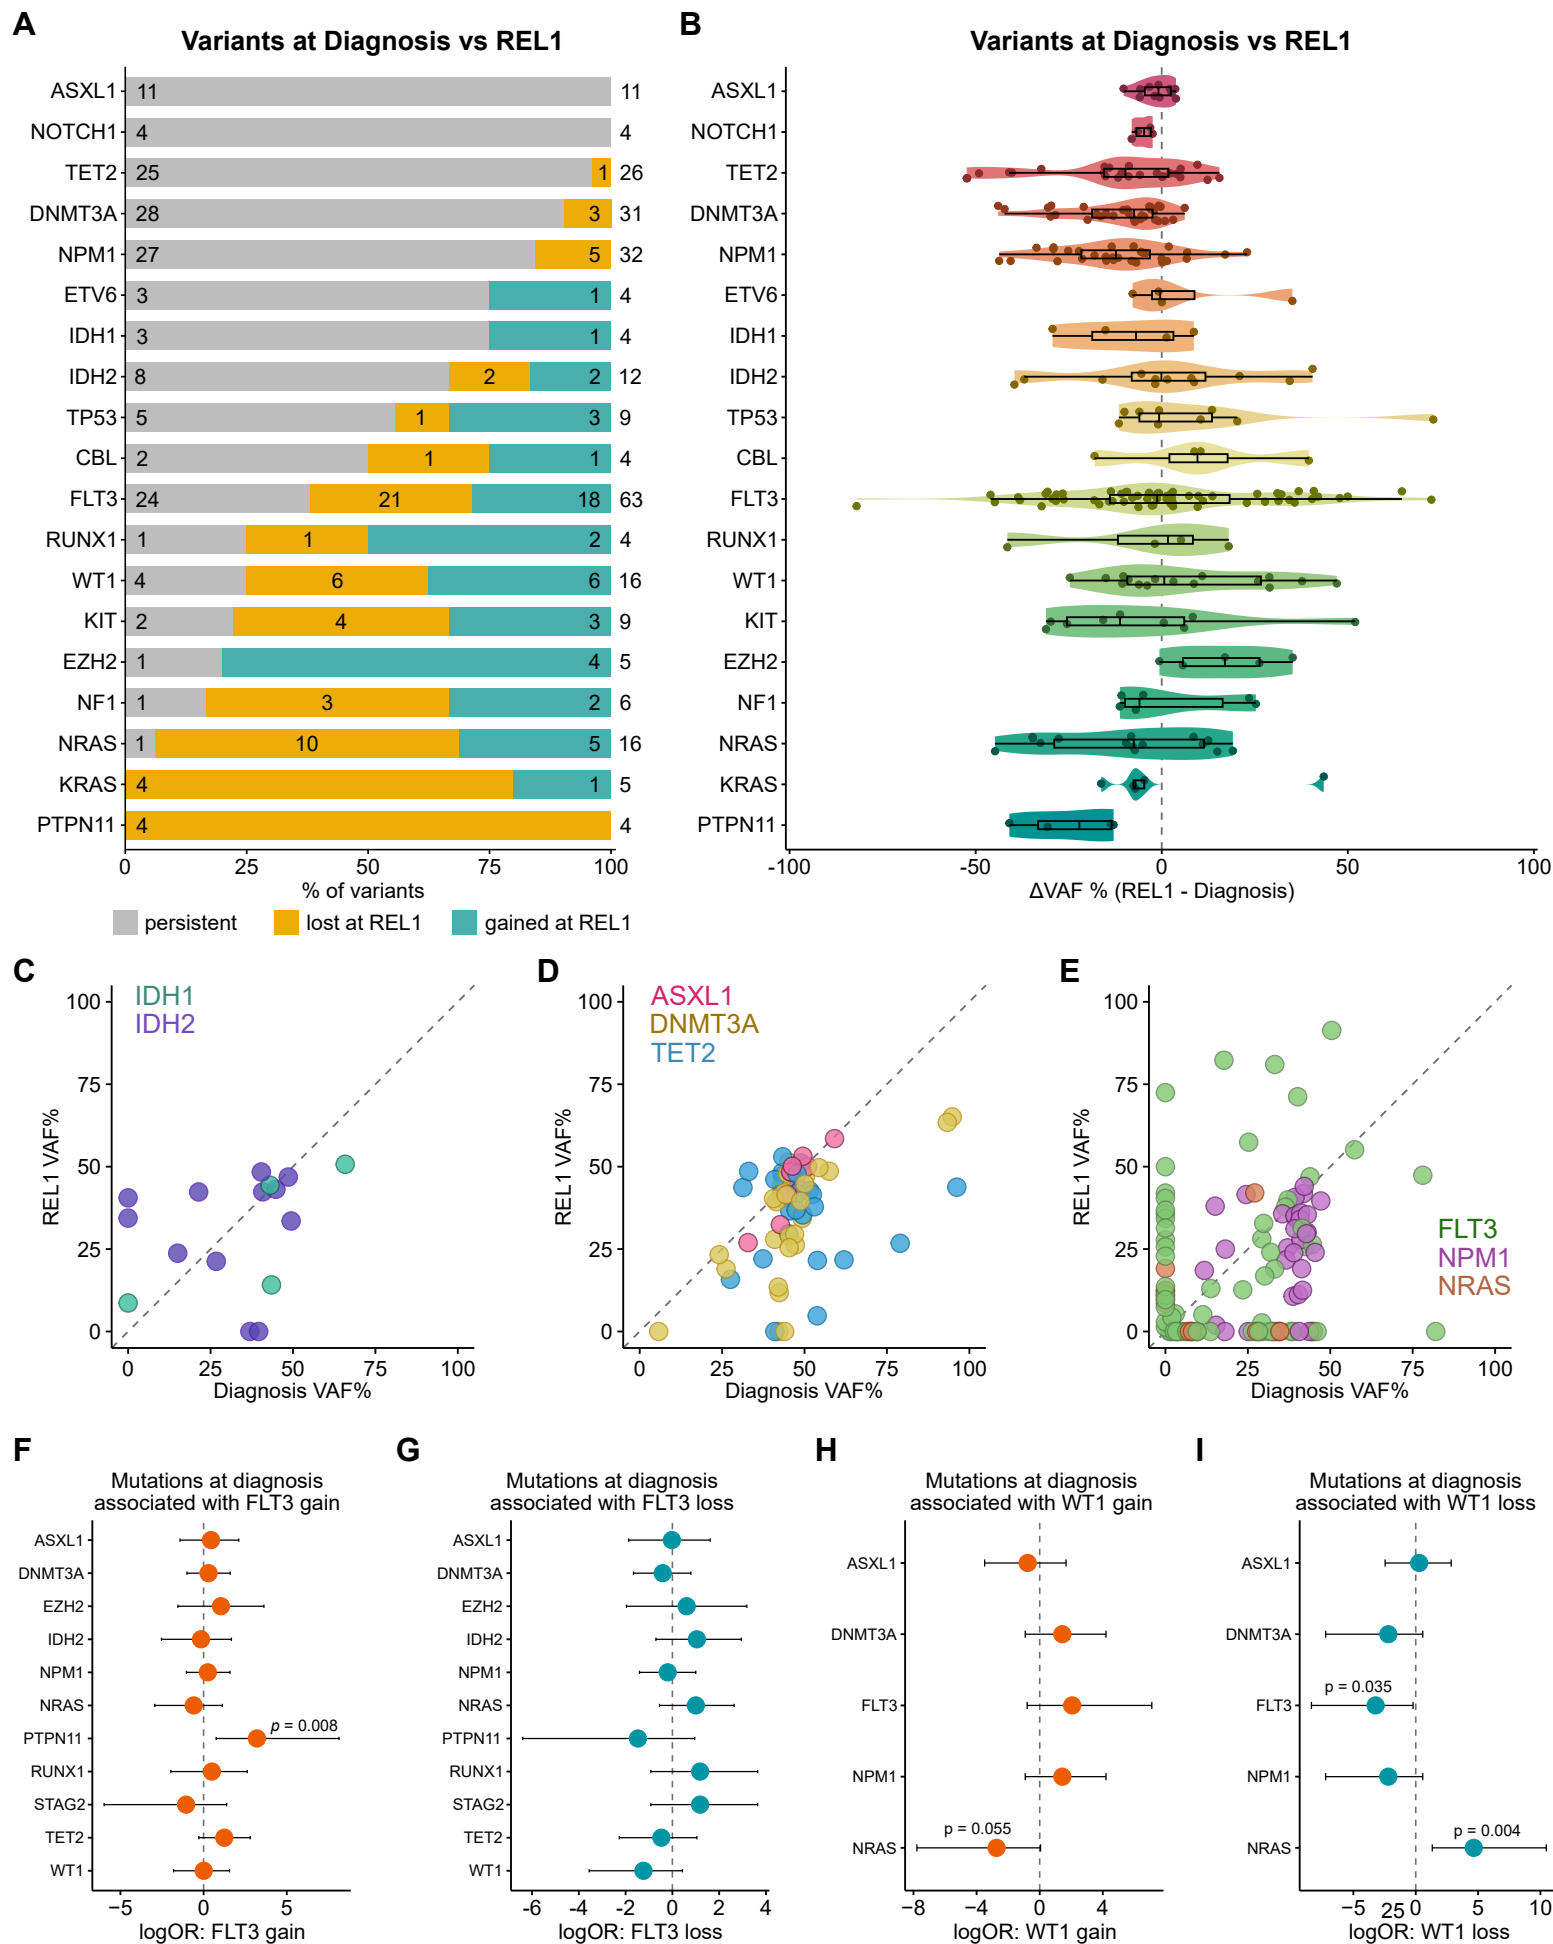 A
Variants at Diagnosis vs REL1
ASXL1 11 11
NOTCH1 4 4
TET2 25 1 26
DNMT3A 28 3 31
NPM1 27 5 32
ETV6 3 1 4
IDH1 3 1 4
IDH2 8 2 2 12
TP53 5 1 3 9
CBL 2 1 1 4
FLT3 24 21 18 63
RUNX1 1 1 2 4
WT1 4 6 6 16
KIT 2 4 3 9
EZH2 1 4 5
NF1 1 3 2 6
NRAS 1 10 5 16
KRAS 4 1 5
PTPN11 4 4
0 25 50 75 100
% of variants
persistent lost at REL1 gained at REL1
B
Variants at Diagnosis vs REL1
ASXL1
NOTCH1
TET2
DNMT3A
NPM1
ETV6
IDH1
IDH2
TP53
CBL
FLT3
RUNX1
WT1
KIT
EZH2
NF1
NRAS
KRAS
PTPN11
-100 -50 0 50 100
ΔVAF % (REL1 - Diagnosis)
C
IDH1
IDH2
REL1 VAF%
100
75
50
25
0
0 25 50 75 100
Diagnosis VAF%
D
ASXL1
DNMT3A
TET2
REL1 VAF%
100
75
50
25
0
0 25 50 75 100
Diagnosis VAF%
E
REL1 VAF%
100
75
50
25
0
FLT3
NPM1
NRAS
0 25 50 75 100
Diagnosis VAF%
F
Mutations at diagnosis
associated with FLT3 gain
ASXL1
DNMT3A
EZH2
IDH2
NPM1
NRAS
PTPN11 p = 0.008
RUNX1
STAG2
TET2
WT1
−5 0 5
logOR: FLT3 gain
G
Mutations at diagnosis
associated with FLT3 loss
ASXL1
DNMT3A
EZH2
IDH2
NPM1
NRAS
PTPN11
RUNX1
STAG2
TET2
WT1
-6 -4 -2 0 2 4
logOR: FLT3 loss
H
Mutations at diagnosis
associated with WT1 gain
ASXL1
DNMT3A
FLT3
NPM1
p = 0.055
NRAS
−8 −4 0 4
logOR: WT1 gain
I
Mutations at diagnosis
associated with WT1 loss
ASXL1
DNMT3A
p = 0.035
FLT3
NPM1
p = 0.004
NRAS
−5 25 0 5 10
logOR: WT1 loss